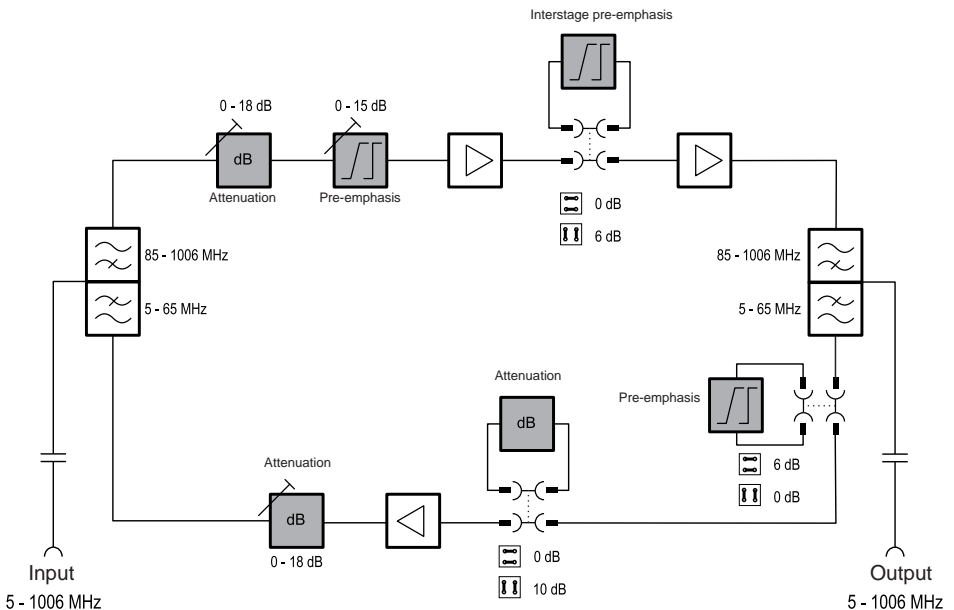 Interstage pre-emphasis
0 - 18 dB
0 - 15 dB
dB
Attenuation
Pre-emphasis
0 dB
6 dB
85 - 1006 MHz
85 - 1006 MHz
5 - 65 MHz
5 - 65 MHz
Attenuation
Pre-emphasis
dB
Attenuation
6 dB
0 dB
dB
0 - 18 dB
0 dB
10 dB
Input
5 - 1006 MHz
Output
5 - 1006 MHz